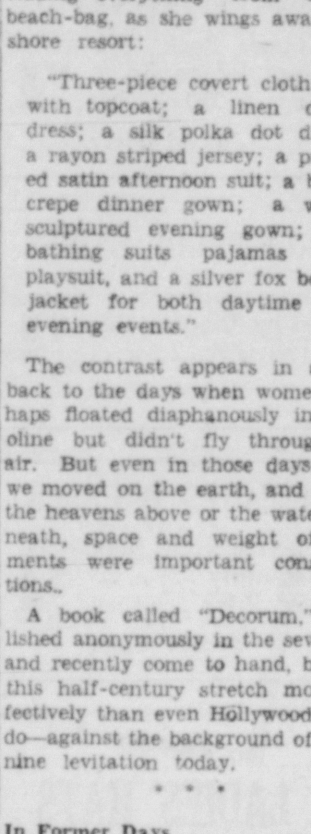 beach-bag, as she wings awa
shore resort:
"Three-piece covert cloth
with topcoat; a linen
dress; a silk polka dot d
a rayon striped jersey; a p
ed satin afternoon suit; a
crepe dinner gown; a
sculptured evening gown;
bathing suits pajamas
playsuit, and a silver fox
jacket for both daytime
evening events."
The contrast appears in
back to the days when wome
haps floated diaphanously in
oline but didn't fly throug
air. But even in those days
we moved on the earth, and
the heavens above or the wate
neath, space and weight o
ments were important con
tions..
A book called "Decorum,"
lished anonymously in the sev
and recently come to hand, b
this half-century stretch mo
fectively than even Hollywood
do—against the background of
nine levitation today.
* * *
In Former Days